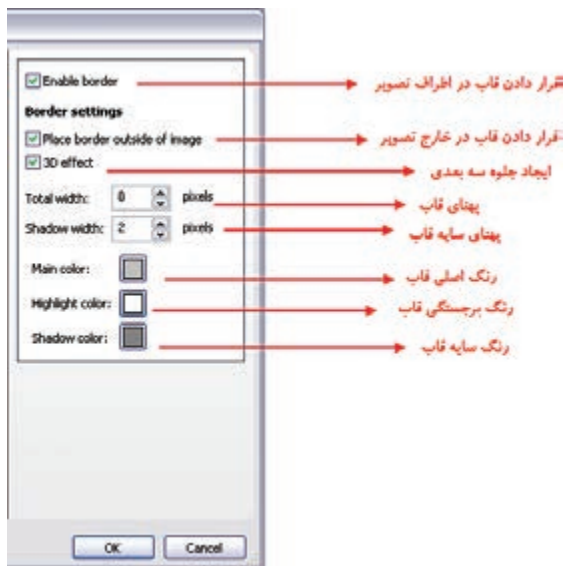 Enable border
قرار دادن قاب در اطراف تصویر
Border settings
Place border outside of image
قرار دادن قاب در خارج تصویر
3D effect
ایجاد جلوه سه بعدی
Total width: 8 pixels
پهنای قاب
Shadow width: 2 pixels
پهنای سایه قاب
Main color:
رنگ اصلی قاب
Highlight color:
رنگ برجستگی قاب
Shadow color:
رنگ سایه قاب
OK Cancel